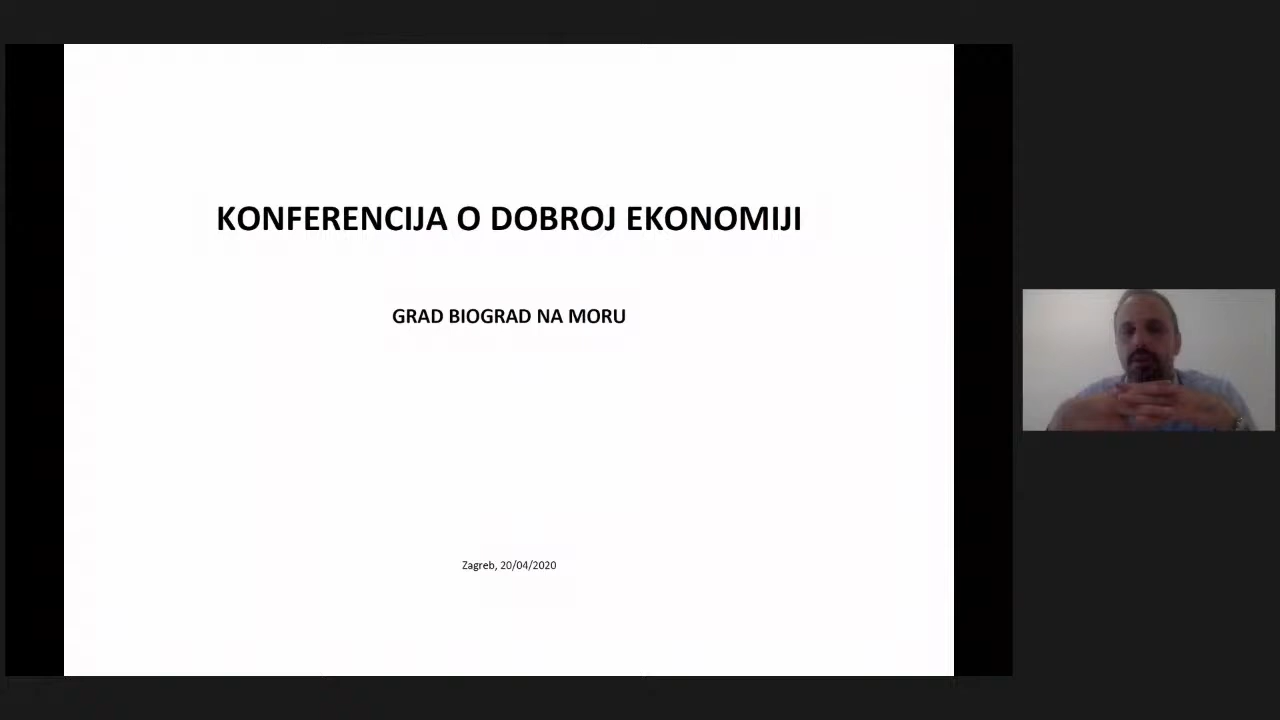 KONFERENCIJA O DOBROJ EKONOMIJI
GRAD BIOGRAD NA MORU
Zagreb, 20/04/2020